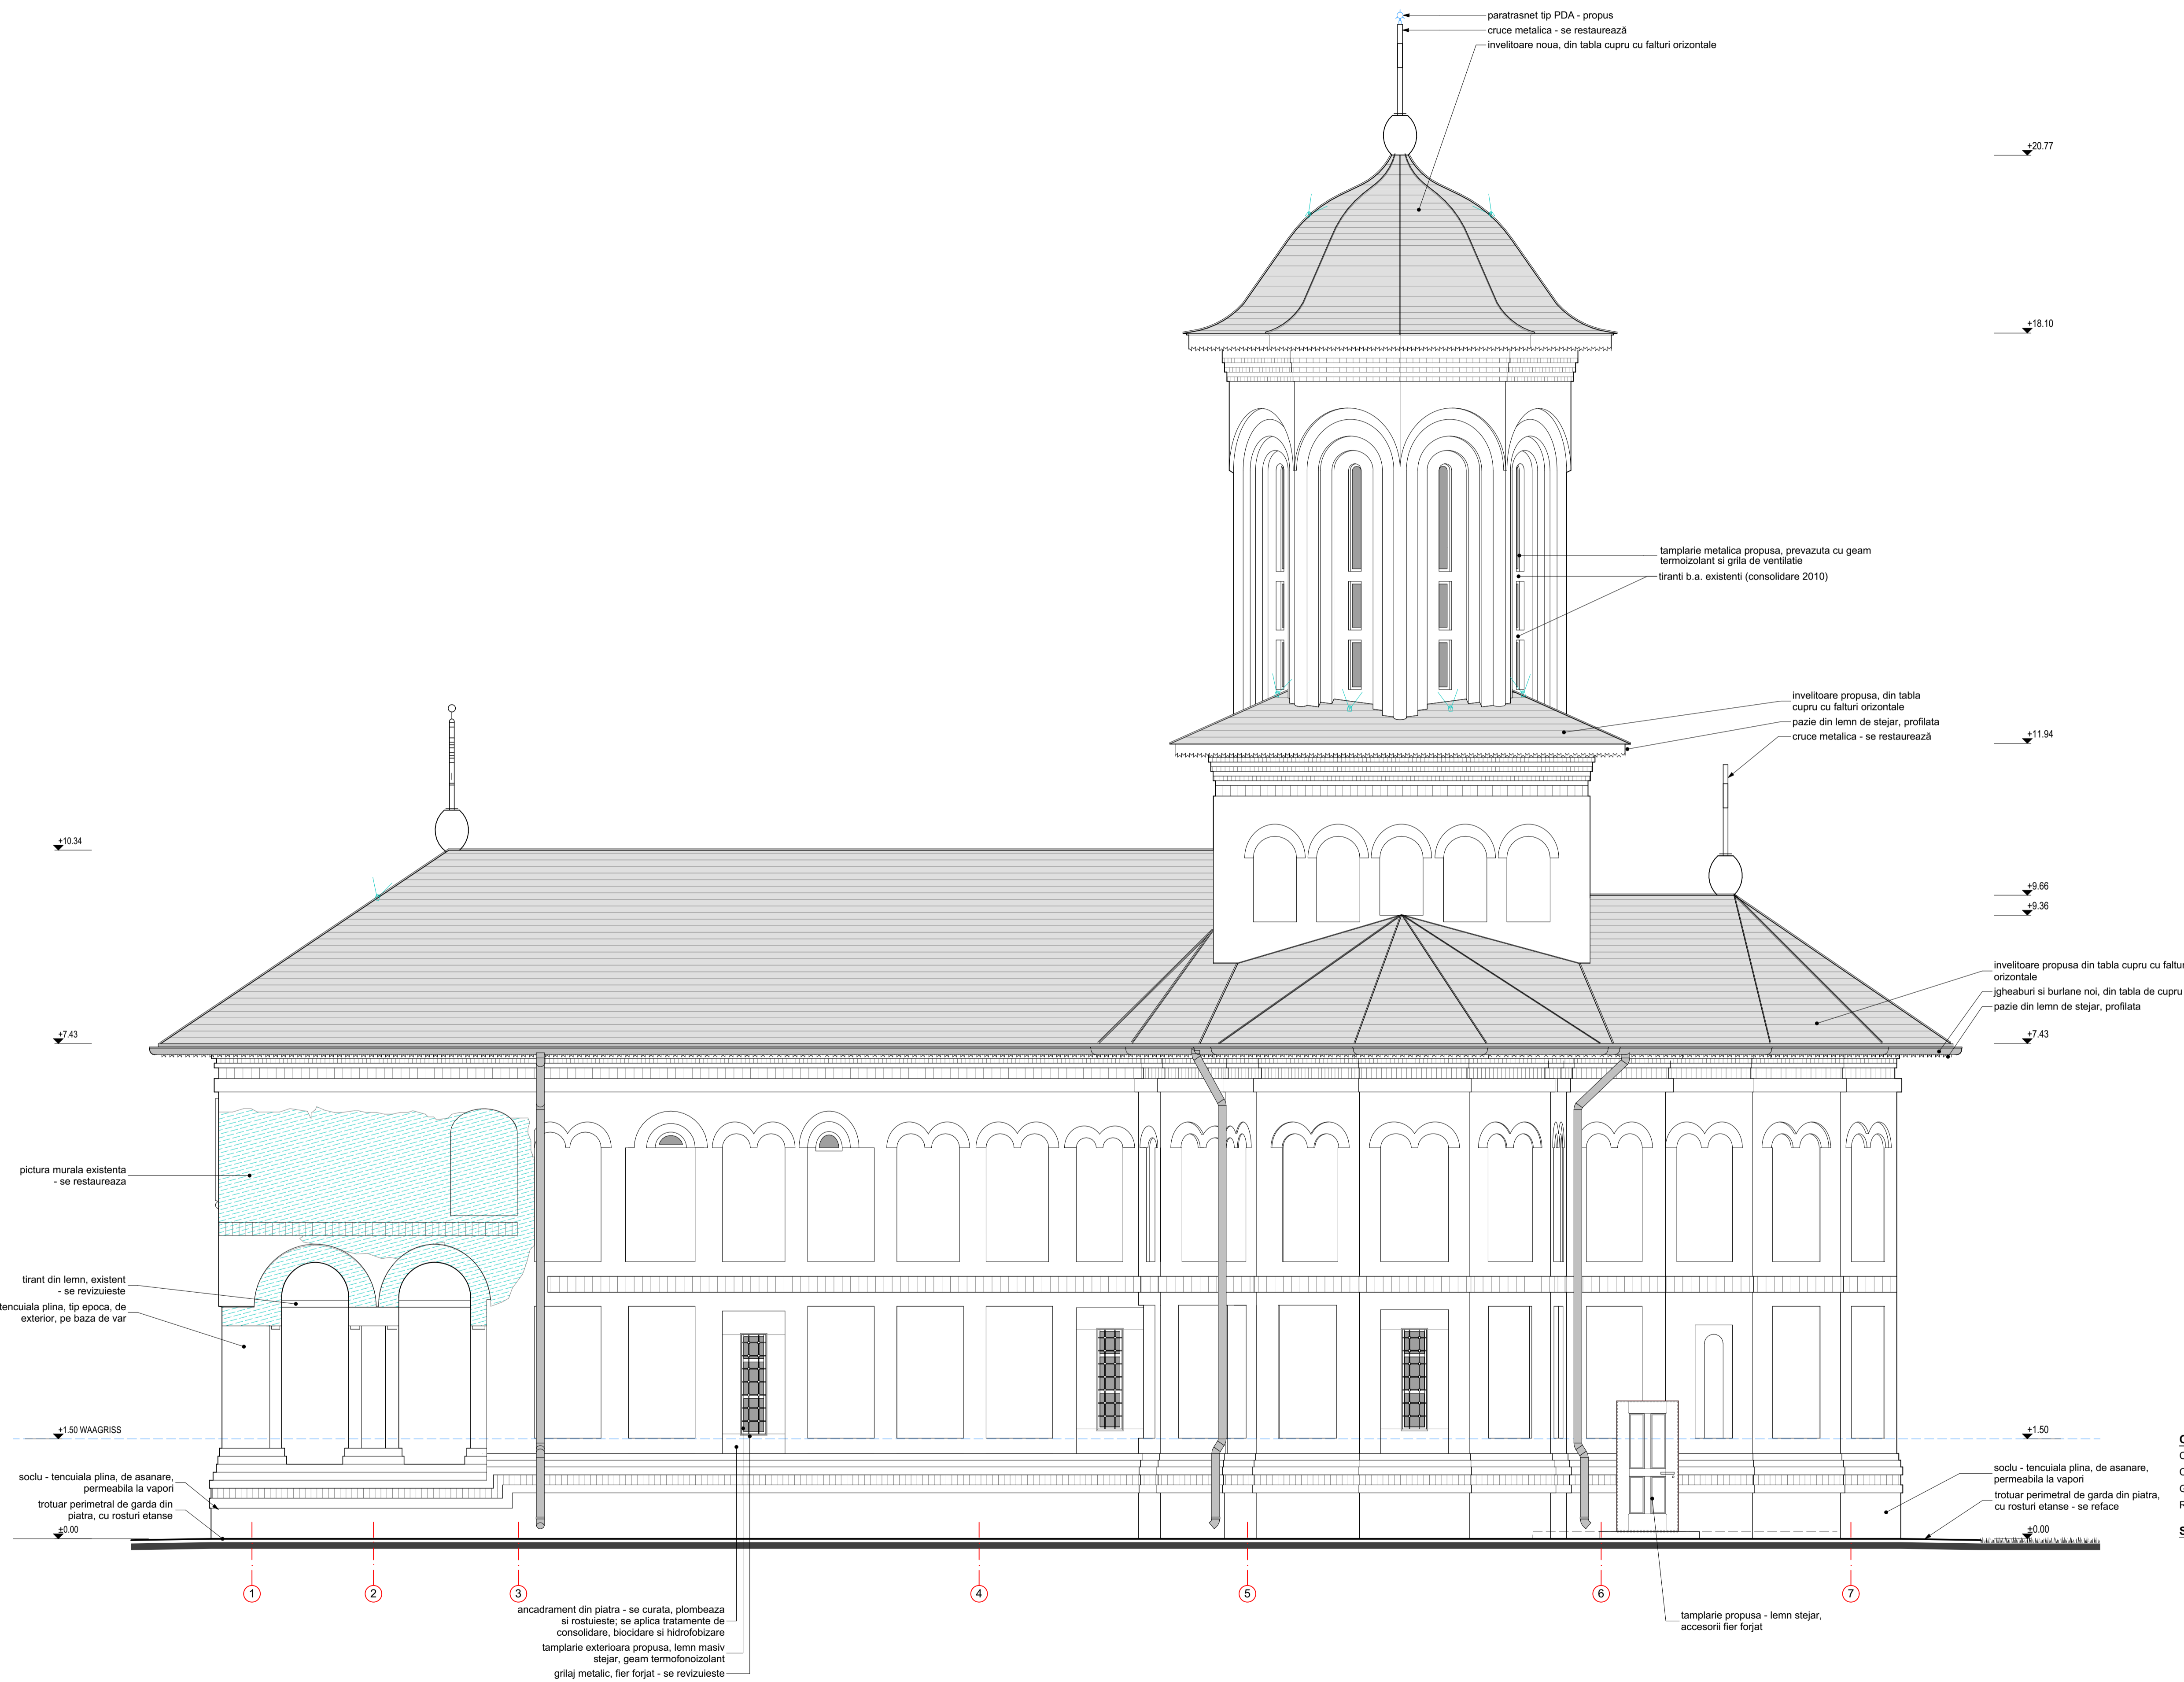 paratrasnet tip PDA - propus
cruce metalica - se restaurează
invelitoare noua, din tabla cupru cu falturi orizontale
+20.77
+18.10
tamplarie metalica propusa, prevazuta cu geam
termoizolant si grila de ventilatie
tiranti b.a. existenti (consolidare 2010)
invelitoare propusa, din tabla
cupru cu falturi orizontale
pazie din lemn de stejar, profilata
cruce metalica - se restaurează
+11.94
+10.34
+9.66
+9.36
invelitoare propusa din tabla cupru cu faltur
orizontale
jgheaburi si burlane noi, din tabla de cupru
pazie din lemn de stejar, profilata
+7.43
+7.43
pictura murala existenta
- se restaureaza
tirant din lemn, existent
- se revizuieste
tencuiala plina, tip epoca, de
exterior, pe baza de var
+1.50 WAAGRISS
+1.50
soclu - tencuiala plina, de asanare,
permeabila la vapori
trotuar perimetral de garda din
piatra, cu rosturi etanse
±0.00
soclu - tencuiala plina, de asanare,
permeabila la vapori
trotuar perimetral de garda din piatra,
cu rosturi etanse - se reface
±0.00
1
2
3
4
5
6
7
ancadrament din piatra - se curata, plombeaza
si rostuieste; se aplica tratamente de
consolidare, biocidare si hidrofobizare
tamplarie exterioara propusa, lemn masiv
stejar, geam termofonoizolant
grilaj metalic, fier forjat - se revizuieste
tamplarie propusa - lemn stejar,
accesorii fier forjat